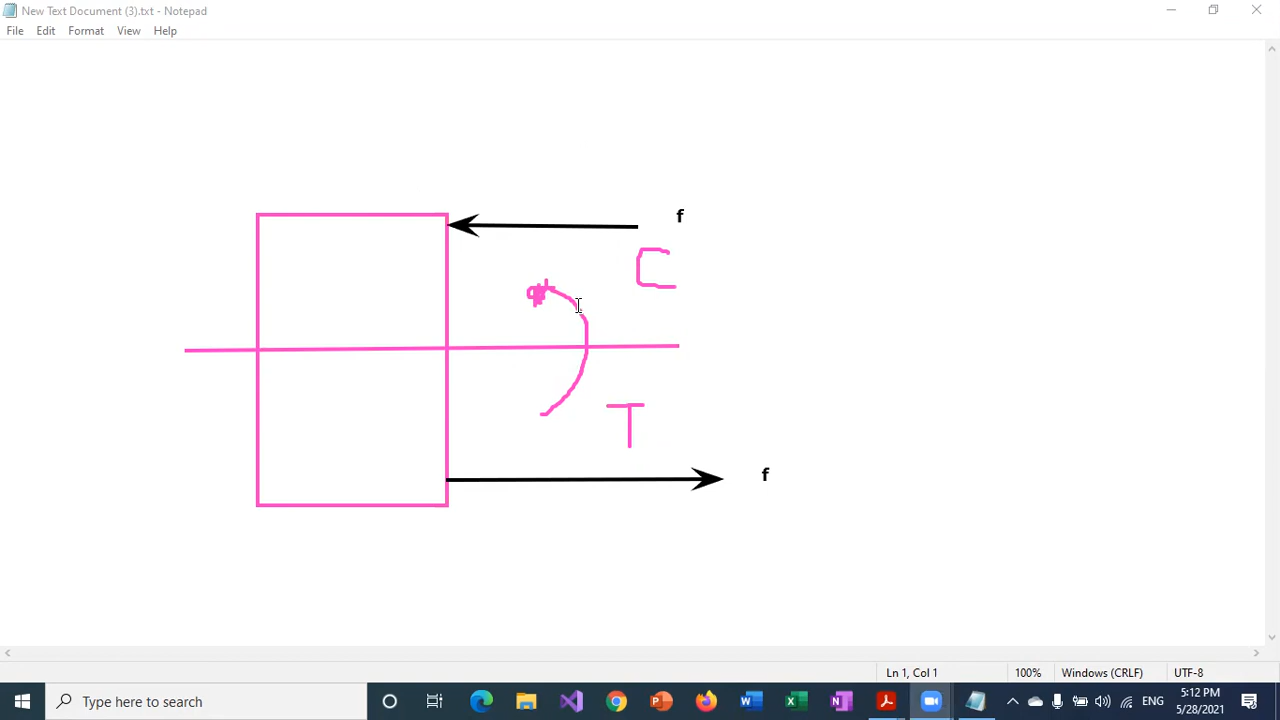 New Text Document (3).txt - Notepad
File Edit Format View Help
f
C
T
f
Ln 1, Col 1 100% Windows (CRLF) UTF-8
Type here to search
ENG
5:12 PM
5/28/2021